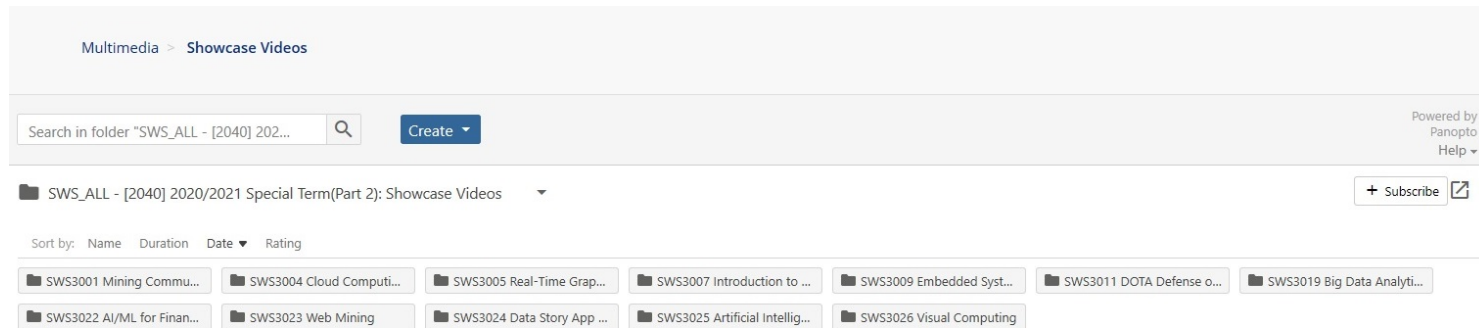 Multimedia > Showcase Videos
Search in folder "SWS_ALL - [2040] 202...
Create
Powered by
Panopto
Help
SWS_ALL - [2040] 2020/2021 Special Term(Part 2): Showcase Videos
+ Subscribe
Sort by: Name Duration Date Rating
SWS3001 Mining Commu... SWS3004 Cloud Computi... SWS3005 Real-Time Grap... SWS3007 Introduction to ... SWS3009 Embedded Syst... SWS3011 DOTA Defense o... SWS3019 Big Data Analyti...
SWS3022 AI/ML for Finan... SWS3023 Web Mining SWS3024 Data Story App ... SWS3025 Artificial Intellig... SWS3026 Visual Computing